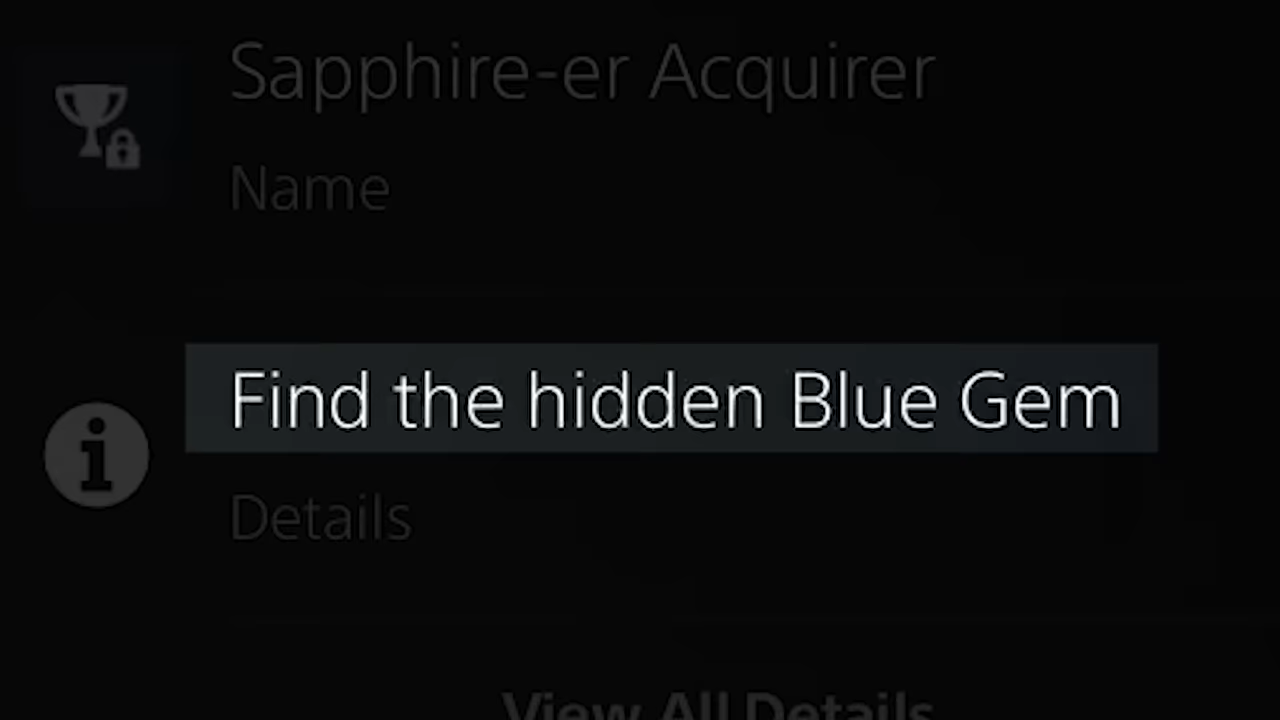 Sapphire-er Acquirer
Name
Find the hidden Blue Gem
Details
View All Details